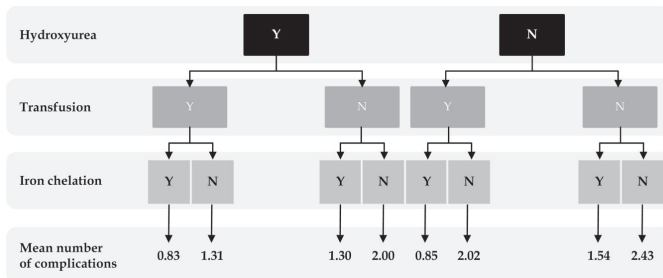 Hydroxyurea Y N
Transfusion Y N Y N
Iron chelation Y N Y N Y N Y N
Mean number
of complications 0.83 1.31 1.30 2.00 0.85 2.02 1.54 2.43